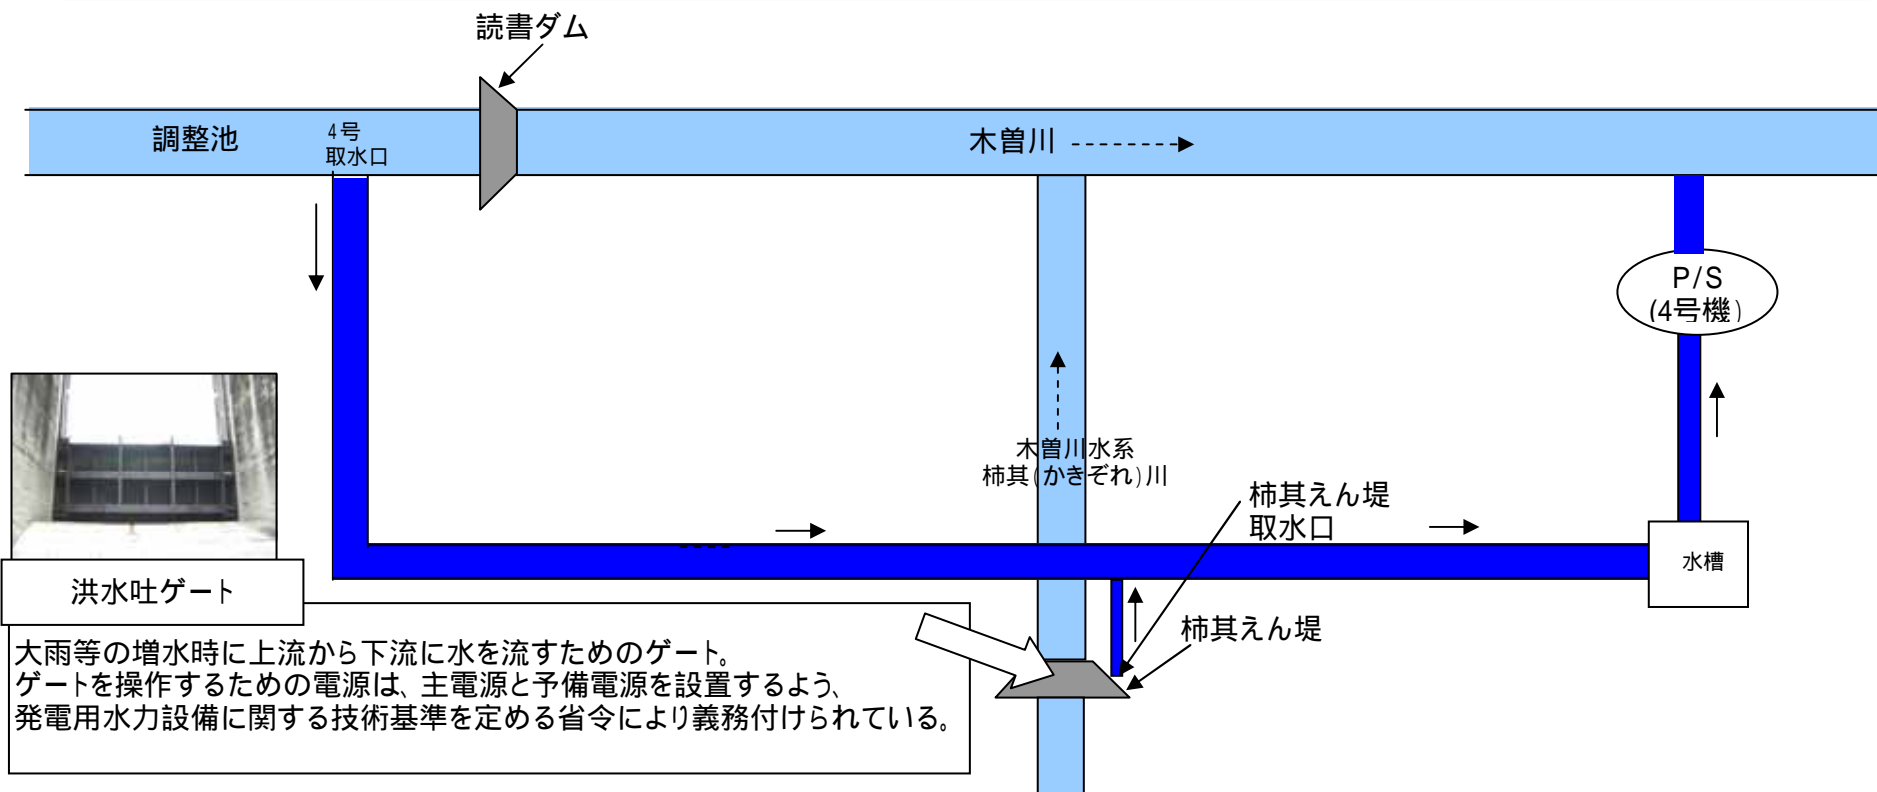 読書ダム
調整池
4号
取水口
木曽川
P/S
(4号機)
木曽川水系
柿其(かきぞれ)川
柿其えん堤
取水口
水槽
洪水吐ゲート
柿其えん堤
大雨等の増水時に上流から下流に水を流すためのゲート。
ゲートを操作するための電源は、主電源と予備電源を設置するよう、
発電用水力設備に関する技術基準を定める省令により義務付けられている。